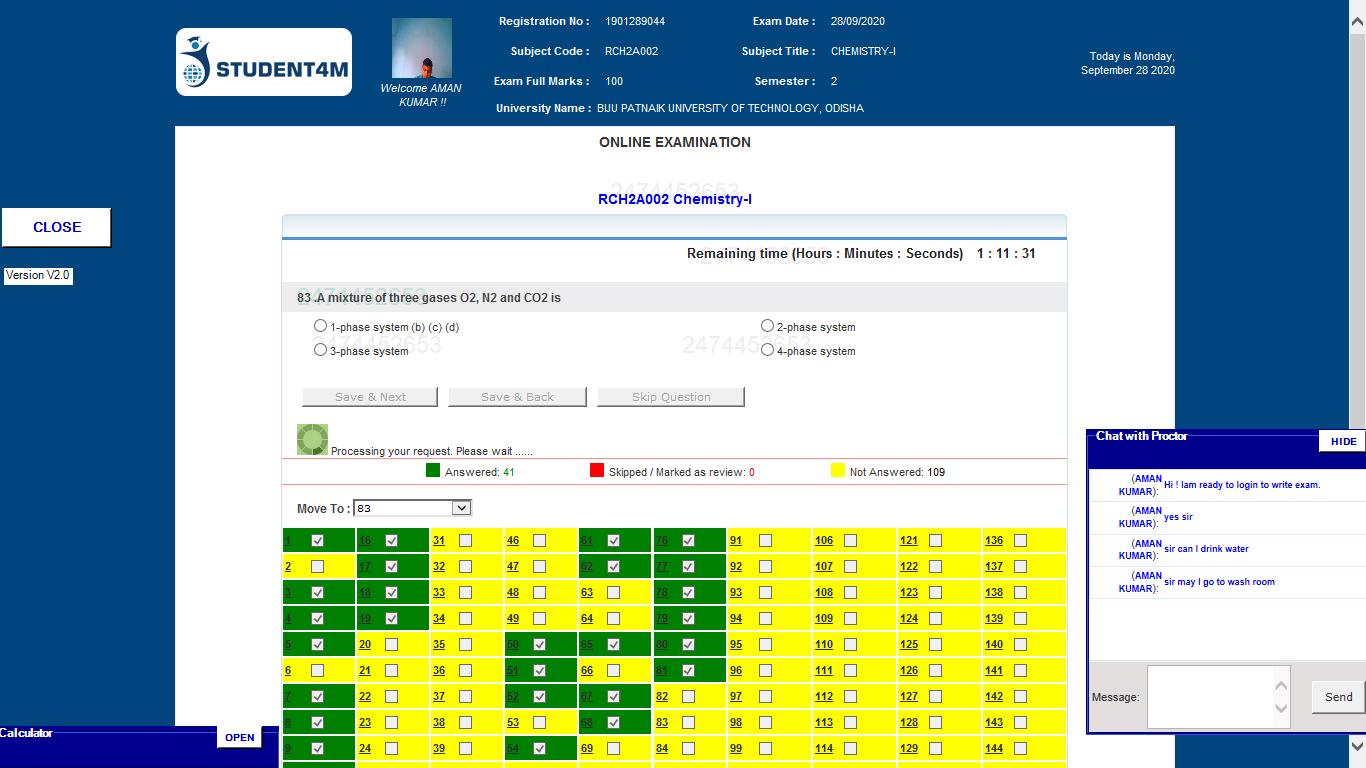 Registration No : 1901289044 Exam Date : 28/09/2020
Subject Code : RCH2A002 Subject Title : CHEMISTRY-I
Exam Full Marks : 100 Semester : 2
University Name : BIJU PATNAIK UNIVERSITY OF TECHNOLOGY, ODISHA
STUDENT4M
Welcome AMAN
KUMAR !!
Today is Monday,
September 28 2020
ONLINE EXAMINATION
2474452653
RCH2A002 Chemistry-I
CLOSE
Version V2.0
Remaining time (Hours : Minutes : Seconds) 1 : 11 : 31
2474452653
83 .A mixture of three gases O2, N2 and CO2 is
1-phase system (b) (c) (d) 2-phase system
2474452653 2474452653
3-phase system 4-phase system
Save & Next Save & Back Skip Question
Processing your request. Please wait ......
Answered: 41 Skipped / Marked as review: 0 Not Answered: 109
Move To : 83
1 16 31 46 61 76 91 106 121 136
2 17 32 47 62 77 92 107 122 137
3 18 33 48 63 78 93 108 123 138
4 19 34 49 64 79 94 109 124 139
5 20 35 50 65 80 95 110 125 140
6 21 36 51 66 81 96 111 126 141
7 22 37 52 67 82 97 112 127 142
8 23 38 53 68 83 98 113 128 143
9 24 39 54 69 84 99 114 129 144
Chat with Proctor HIDE
(AMAN KUMAR): Hi ! Iam ready to login to write exam.
(AMAN KUMAR): yes sir
(AMAN KUMAR): sir can I drink water
(AMAN KUMAR): sir may I go to wash room
Message: Send
Calculator OPEN